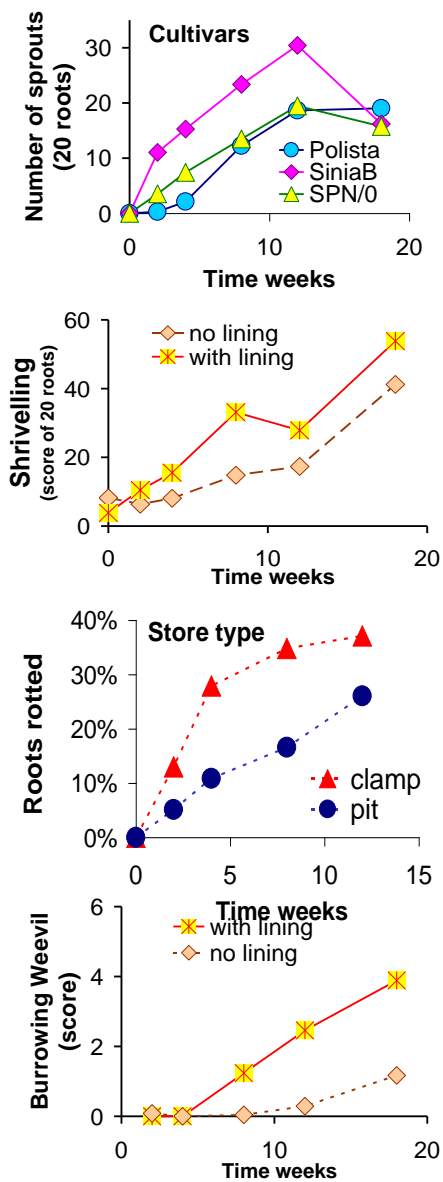 Cultivars
Number of sprouts
(20 roots)
30
20
10
0
Polista
SiniaB
SPN/0
0
10
20
Time weeks
Shrivelling
(score of 20 roots)
60
40
20
0
no lining
with lining
0
10
20
Time weeks
Store type
Roots rotted
40%
30%
20%
10%
0%
clamp
pit
0
5
10
15
Time weeks
Burrowing Weevil
(score)
6
4
2
0
with lining
no lining
0
10
20
Time weeks